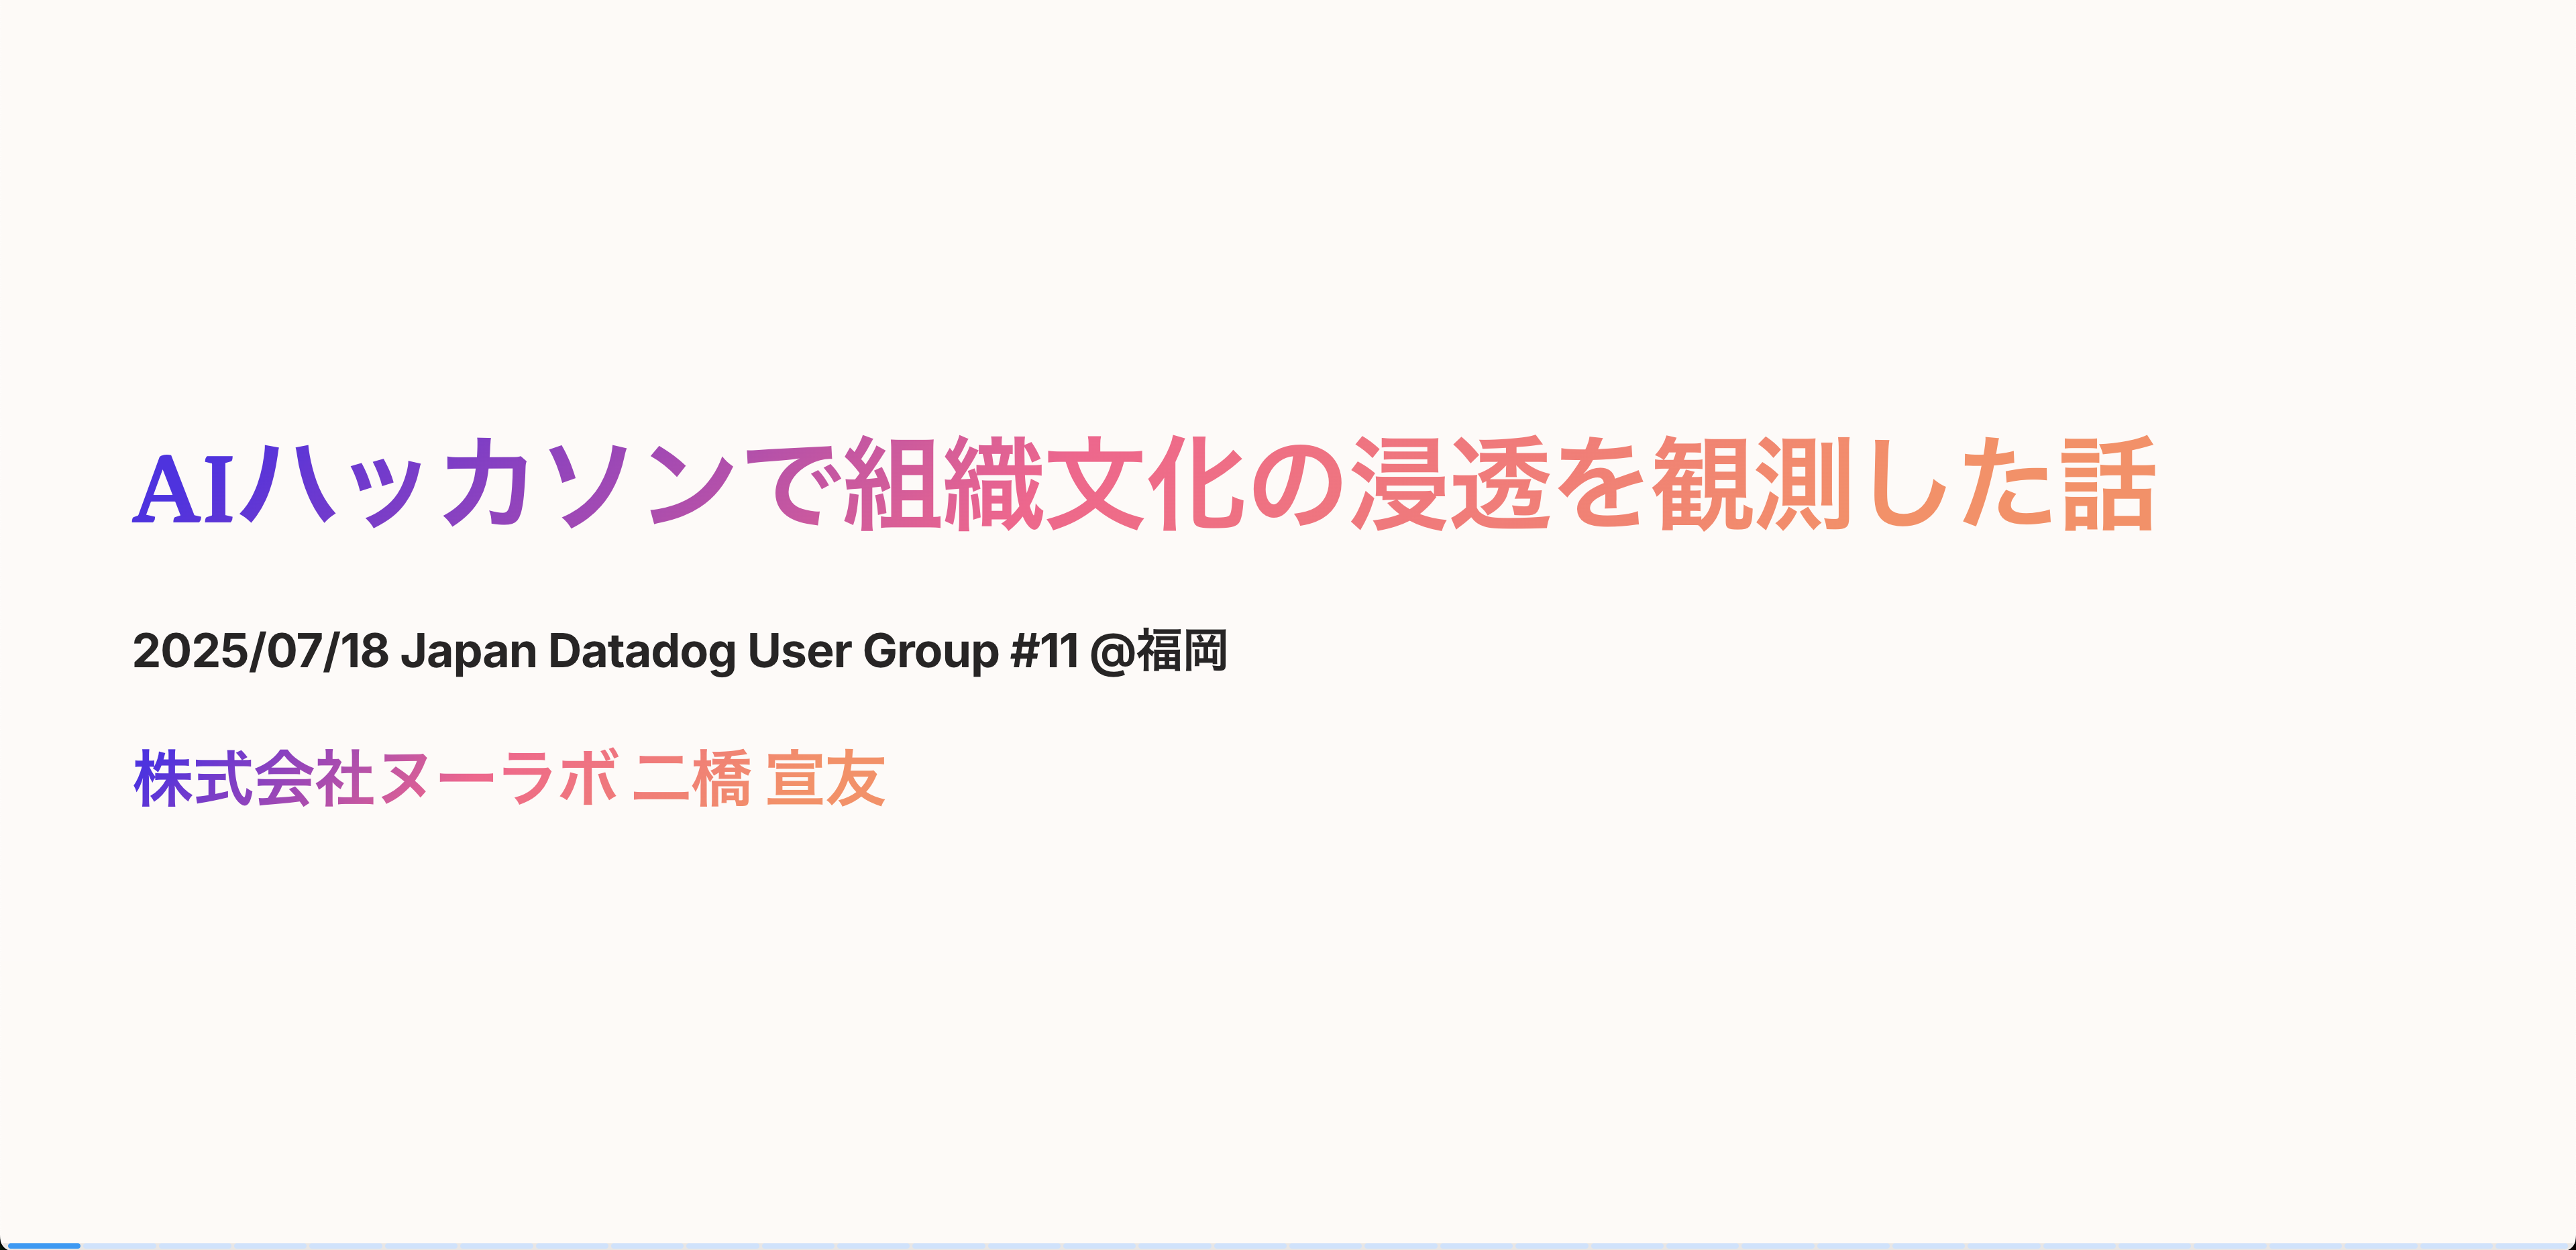 AIハッカソンで組織文化の浸透を観測した話
2025/07/18 Japan Datadog User Group #11 @福岡
株式会社ヌーラボ 二橋 宣友